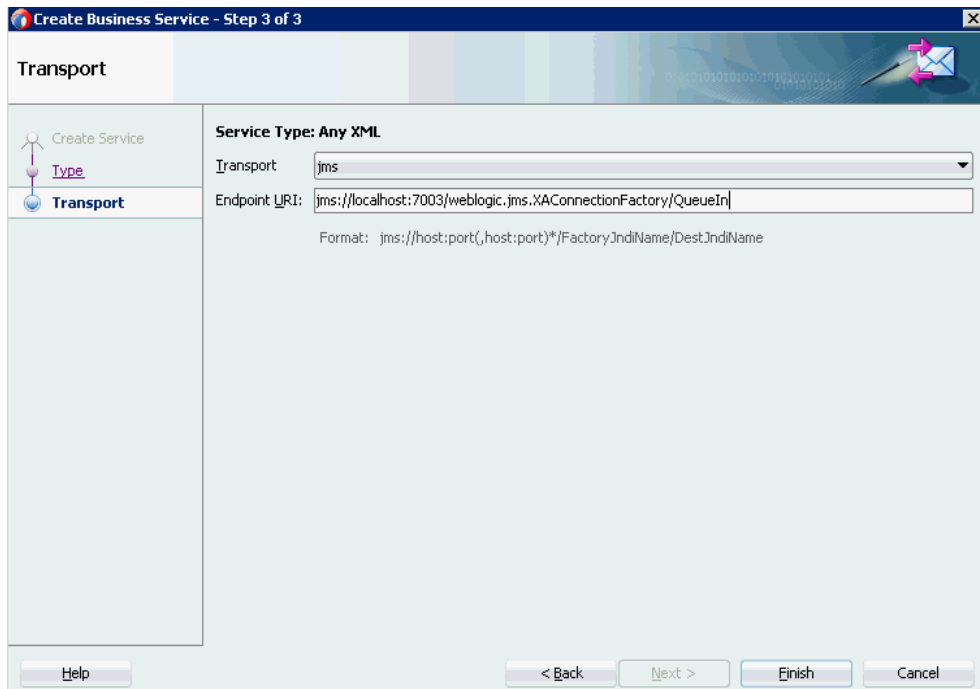 Create Business Service - Step 3 of 3
Transport
Create Service
Type
Transport
Service Type: Any XML
Transport jms
Endpoint URI: jms://localhost:7003/weblogic.jms.XAConnectionFactory/QueueIn
Format: jms://host:port(,host:port)*/FactoryJndiName/DestJndiName
Help < Back Next > Finish Cancel